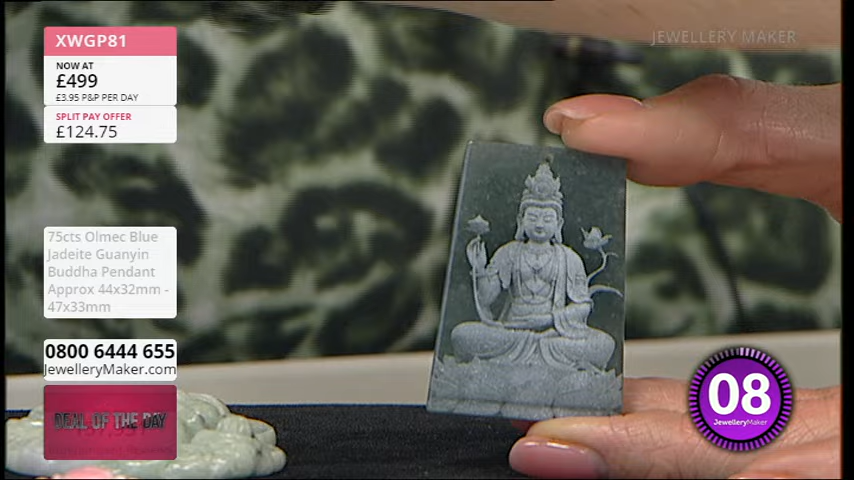 XWGP81
NOW AT
£499
£3.95 P&P PER DAY
SPLIT PAY OFFER
£124.75
75cts Olmec Blue
Jadeite Guanyin
Buddha Pendant
Approx 44x32mm -
47x33mm
0800 6444 655
JewelleryMaker.com
DEAL OF THE DAY
JEWELLERY MAKER
08
JewelleryMaker